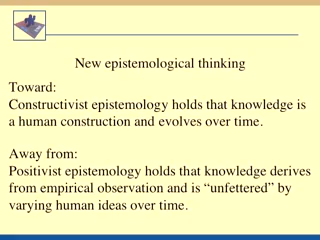 New epistemological thinking
Toward:
Constructivist epistemology holds that knowledge is
a human construction and evolves over time.
Away from:
Positivist epistemology holds that knowledge derives
from empirical observation and is “unfettered” by
varying human ideas over time.